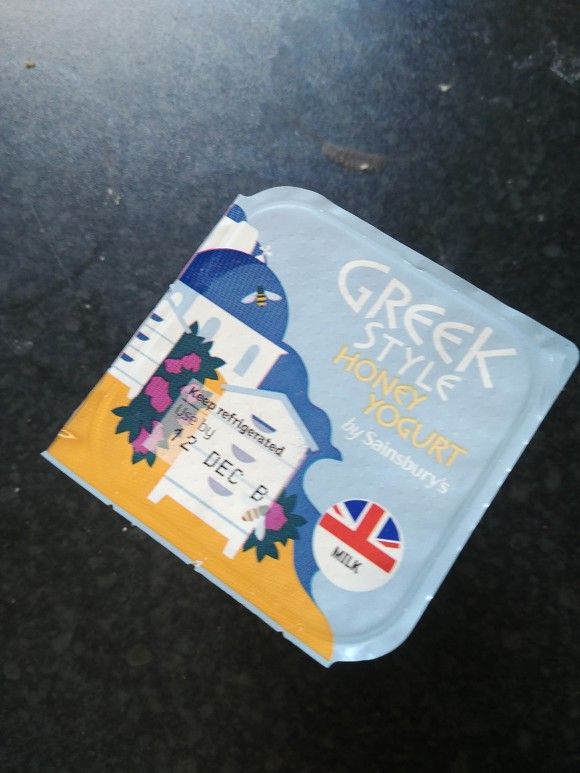 GREEK
STYLE
HONEY
YOGURT
by Sainsbury's
Keep refrigerated
Use by
12 DEC B
MILK